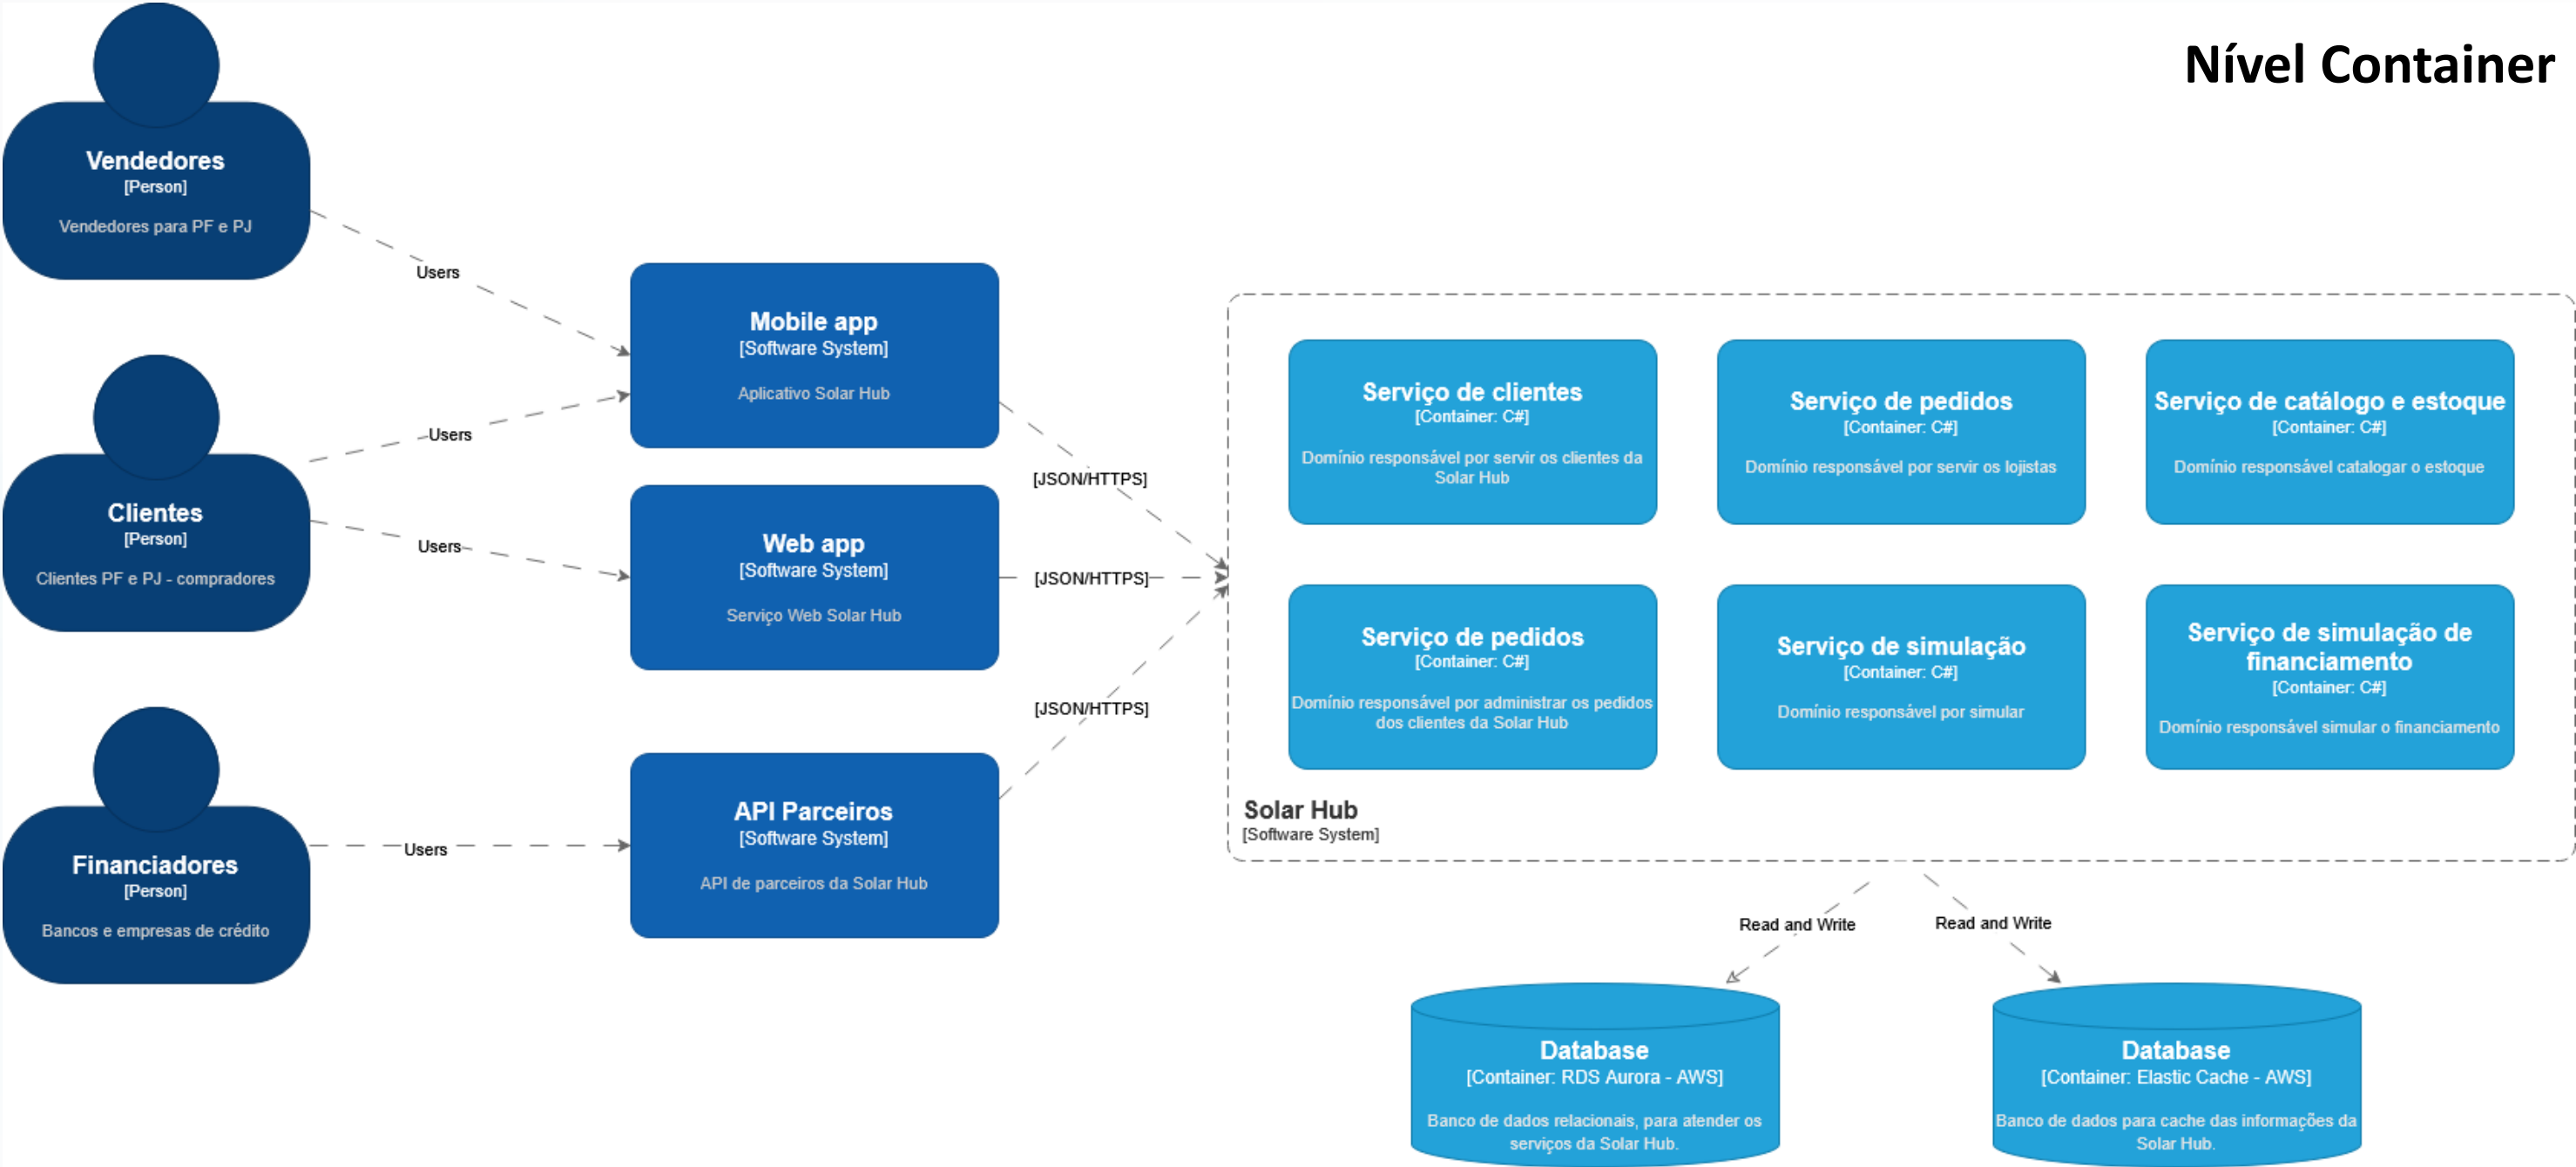 Nível Container
Vendedores
[Person]
Vendedores para PF e PJ
Users
Clientes
[Person]
Clientes PF e PJ - compradores
Users
Users
Financiadores
[Person]
Bancos e empresas de crédito
Users
Mobile app
[Software System]
Aplicativo Solar Hub
Web app
[Software System]
Serviço Web Solar Hub
API Parceiros
[Software System]
API de parceiros da Solar Hub
[JSON/HTTPS]
[JSON/HTTPS]
[JSON/HTTPS]
Serviço de clientes
[Container: C#]
Domínio responsável por servir os clientes da
Solar Hub
Serviço de pedidos
[Container: C#]
Domínio responsável por servir os lojistas
Serviço de catálogo e estoque
[Container: C#]
Domínio responsável catalogar o estoque
Serviço de pedidos
[Container: C#]
Domínio responsável por administrar os pedidos
dos clientes da Solar Hub
Serviço de simulação
[Container: C#]
Domínio responsável por simular
Serviço de simulação de
financiamento
[Container: C#]
Domínio responsável simular o financiamento
Solar Hub
[Software System]
Read and Write
Read and Write
Database
[Container: RDS Aurora - AWS]
Banco de dados relacionais, para atender os
serviços da Solar Hub.
Database
[Container: Elastic Cache - AWS]
Banco de dados para cache das informações da
Solar Hub.